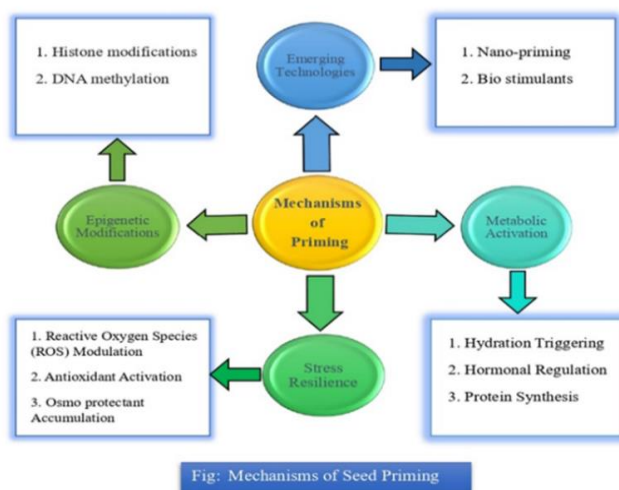 1. Histone modifications
2. DNA methylation
Emerging
Technologies
1. Nano-priming
2. Bio stimulants
Epigenetic
Modifications
Mechanisms
of
Priming
Metabolic
Activation
1. Reactive Oxygen Species
(ROS) Modulation
2. Antioxidant Activation
3. Osmo protectant
Accumulation
Stress
Resilience
1. Hydration Triggering
2. Hormonal Regulation
3. Protein Synthesis
Fig: Mechanisms of Seed Priming